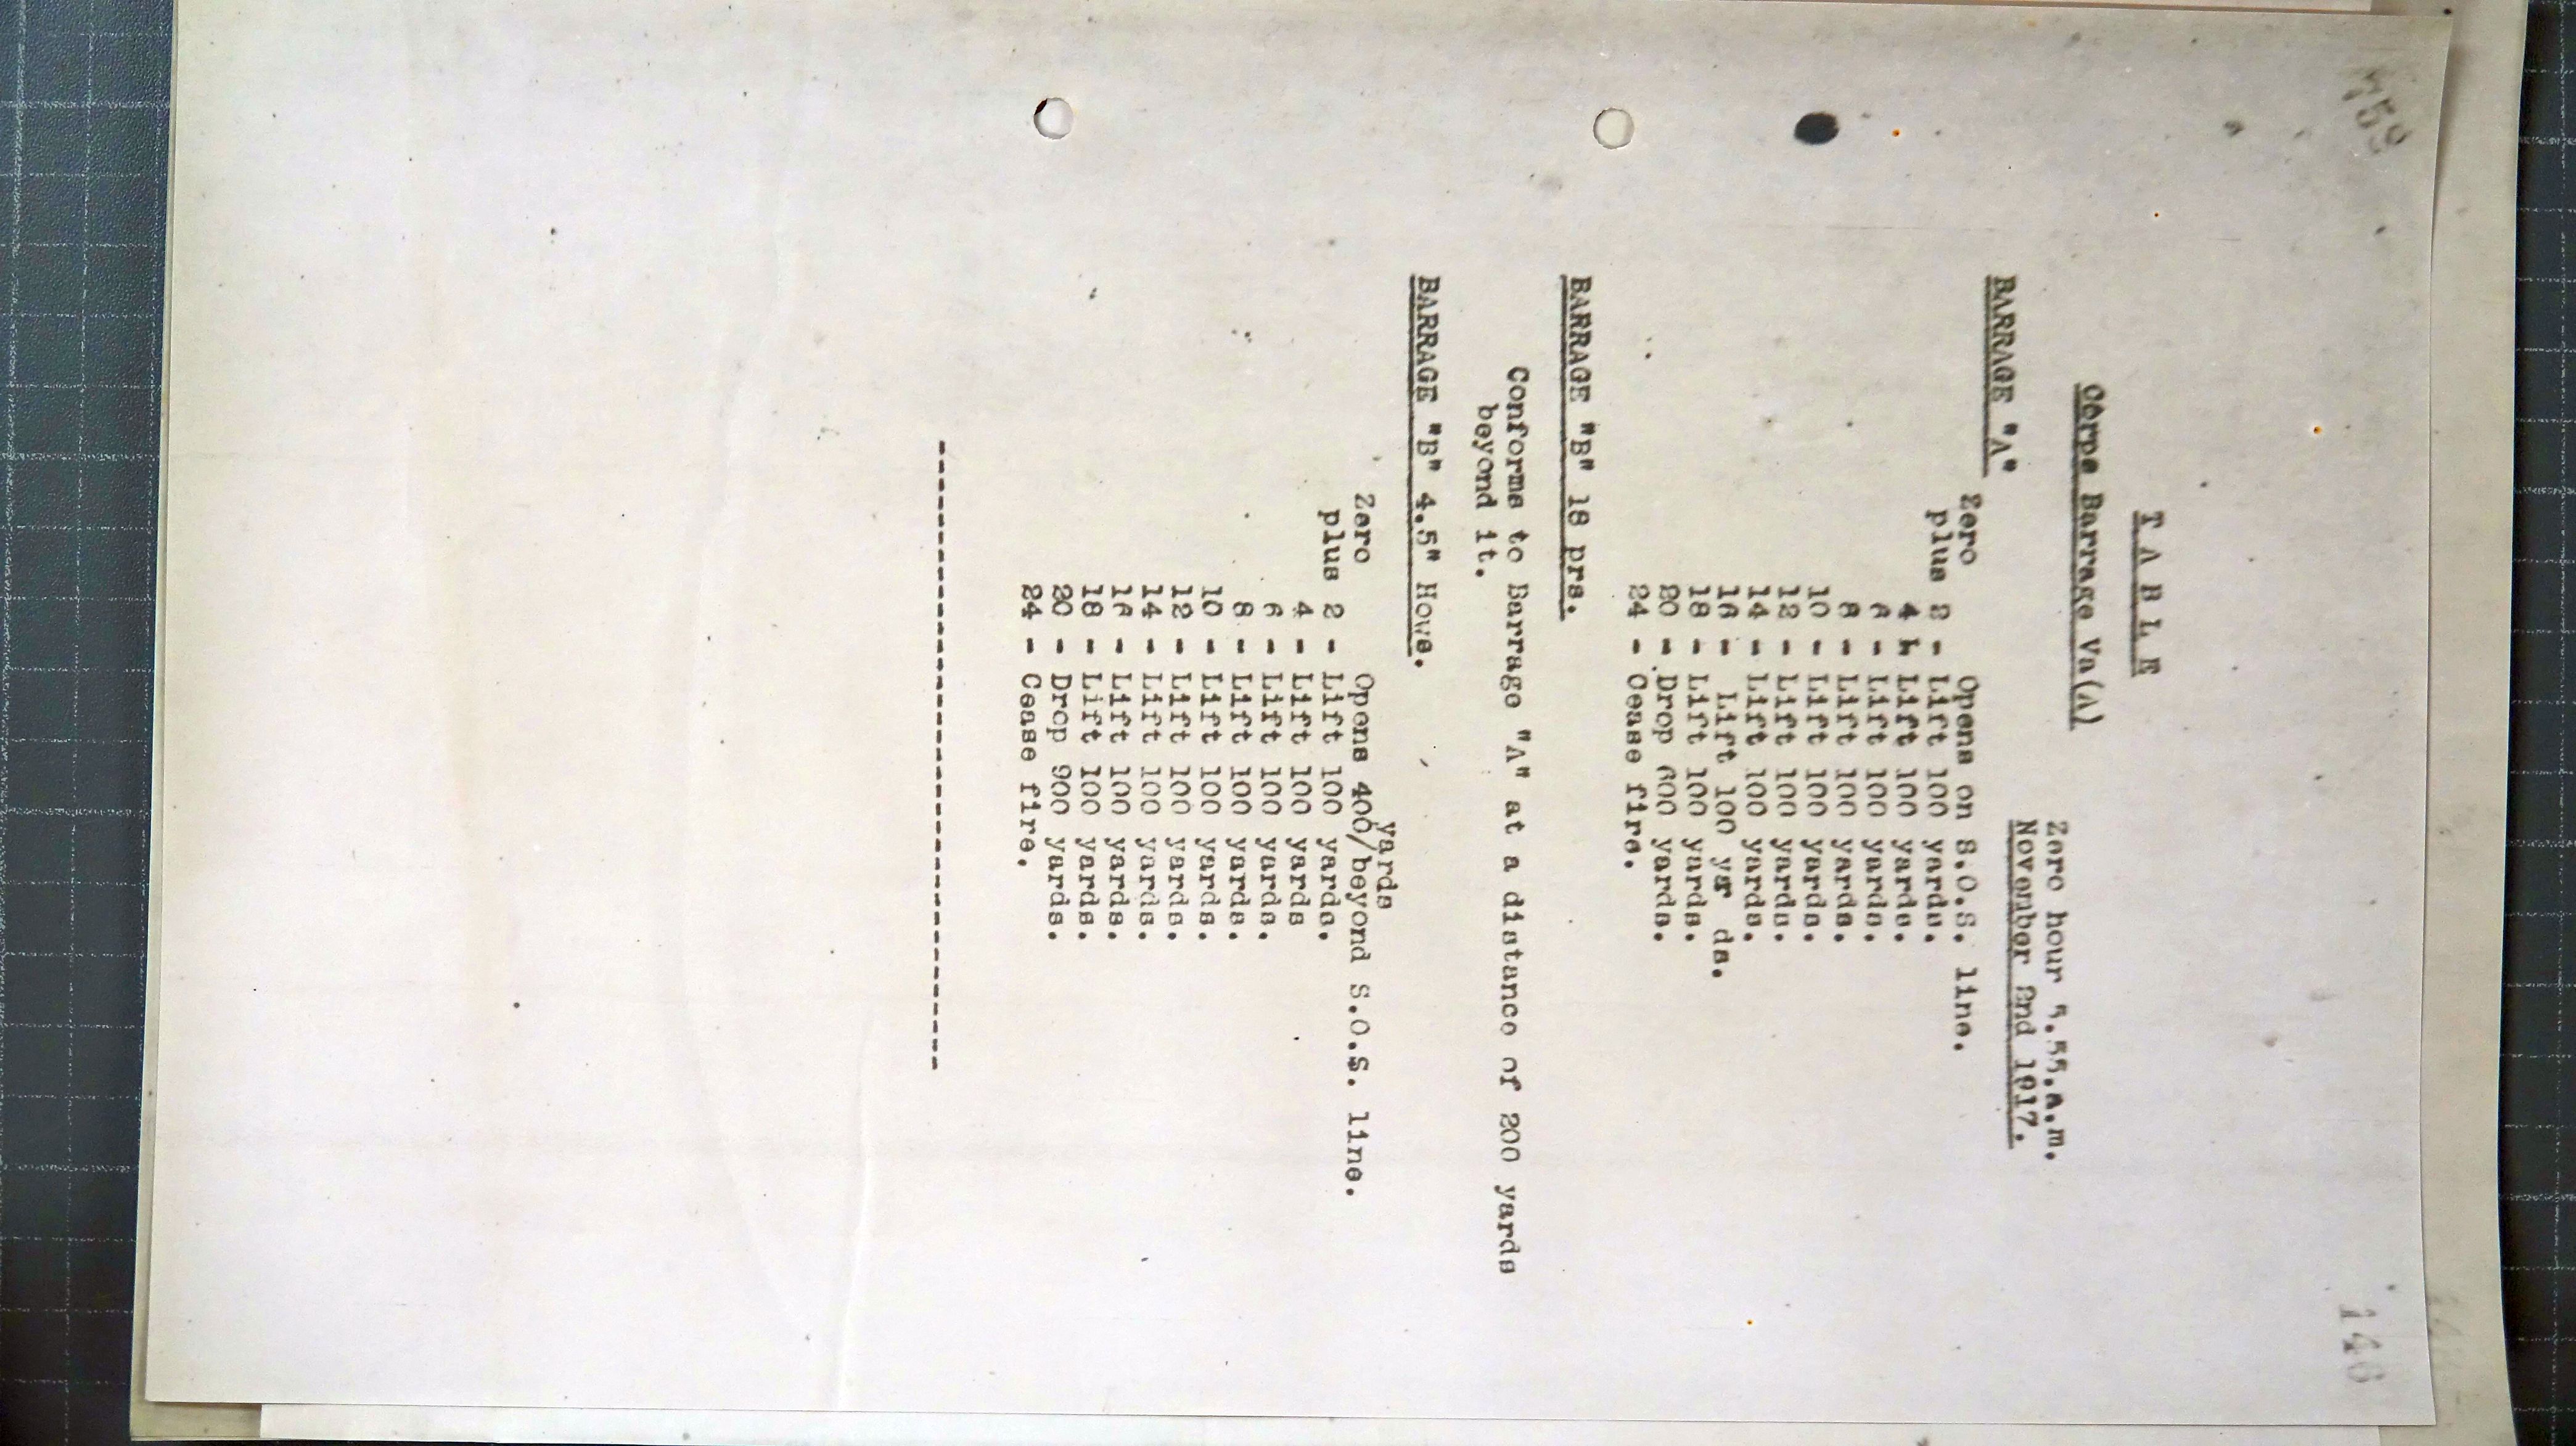 759
146
T A B L E
Corps Barrage Va(A)
Zero hour 5.55.a.m.
November 2nd 1917.
BARRAGE "A"
Zero Opens on S.O.S. line.
plus 2 - Lift 100 yards.
4 - Lift 100 yards.
6 - Lift 100 yards.
8 - Lift 100 yards.
10 - Lift 100 yards.
12 - Lift 100 yards.
14 - Lift 100 yards.
16 - Lift 100 yar ds.
18 - Lift 100 yards.
20 - Drop 600 yards.
24 - Cease fire.
BARRAGE "B" 18 prs.
Conforms to Barrage "A" at a distance of 200 yards
beyond it.
BARRAGE "B" 4.5" Hows.
yards
Zero Opens 400/beyond S.O.S. line.
plus 2 - Lift 100 yards.
4 - Lift 100 yards
6 - Lift 100 yards.
8 - Lift 100 yards.
10 - Lift 100 yards.
12 - Lift 100 yards.
14 - Lift 100 yards.
16 - Lift 100 yards.
18 - Lift 100 yards.
20 - Drop 900 yards.
24 - Cease fire.